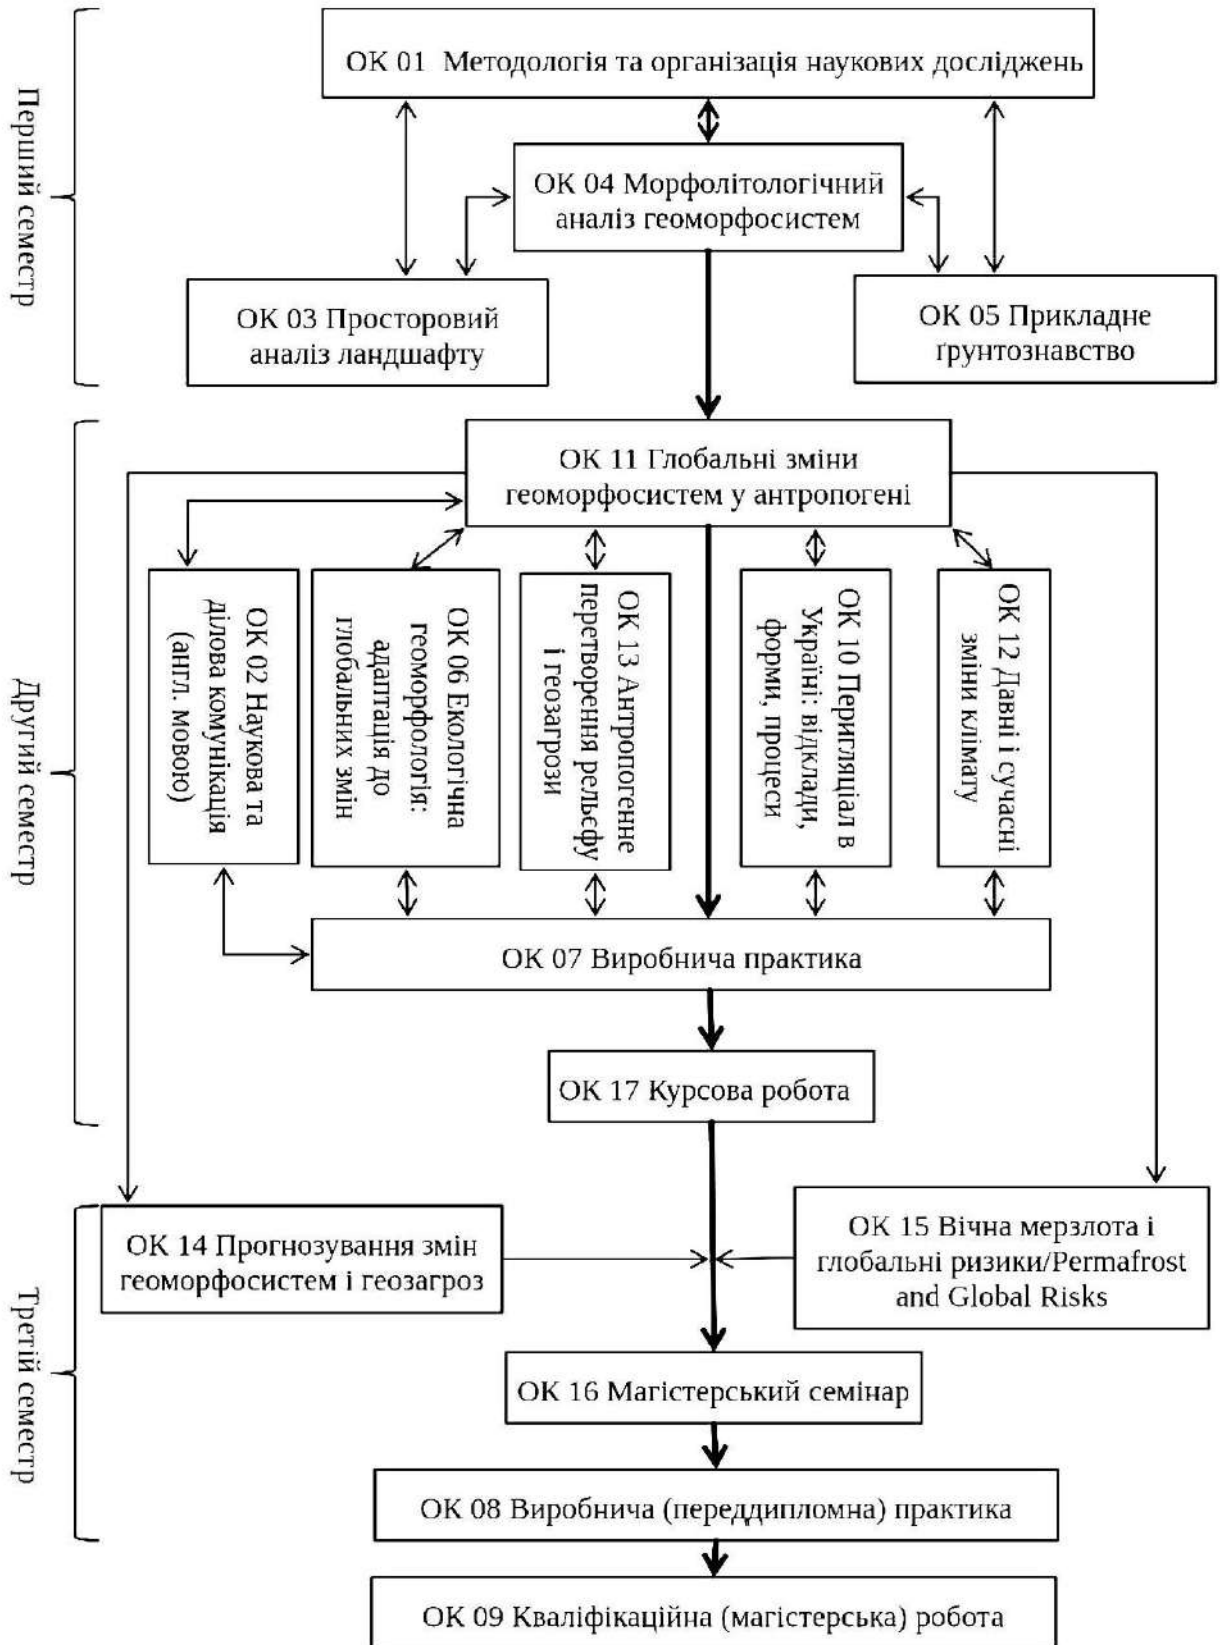 ОК 01 Методологія та організація наукових досліджень
Перший семестр
ОК 04 Морфолітологічний
аналіз геоморфосистем
ОК 03 Просторовий
аналіз ландшафту
ОК 05 Прикладне
ґрунтознавство
Другий семестр
ОК 11 Глобальні зміни
геоморфосистем у антропогені
ОК 02 Наукова та
ділова комунікація
(англ. мовою)
ОК 06 Екологічна
геоморфологія:
адаптація до
глобальних змін
ОК 13 Антропогенне
перетворення рельєфу
і геозагрози
ОК 10 Перигляціал в
Україні: відклади,
форми, процеси
ОК 12 Давні і сучасні
зміни клімату
ОК 07 Виробнича практика
ОК 17 Курсова робота
Третій семестр
ОК 14 Прогнозування змін
геоморфосистем і геозагроз
ОК 15 Вічна мерзлота і
глобальні ризики/Permafrost
and Global Risks
ОК 16 Магістерський семінар
ОК 08 Виробнича (переддипломна) практика
ОК 09 Кваліфікаційна (магістерська) робота